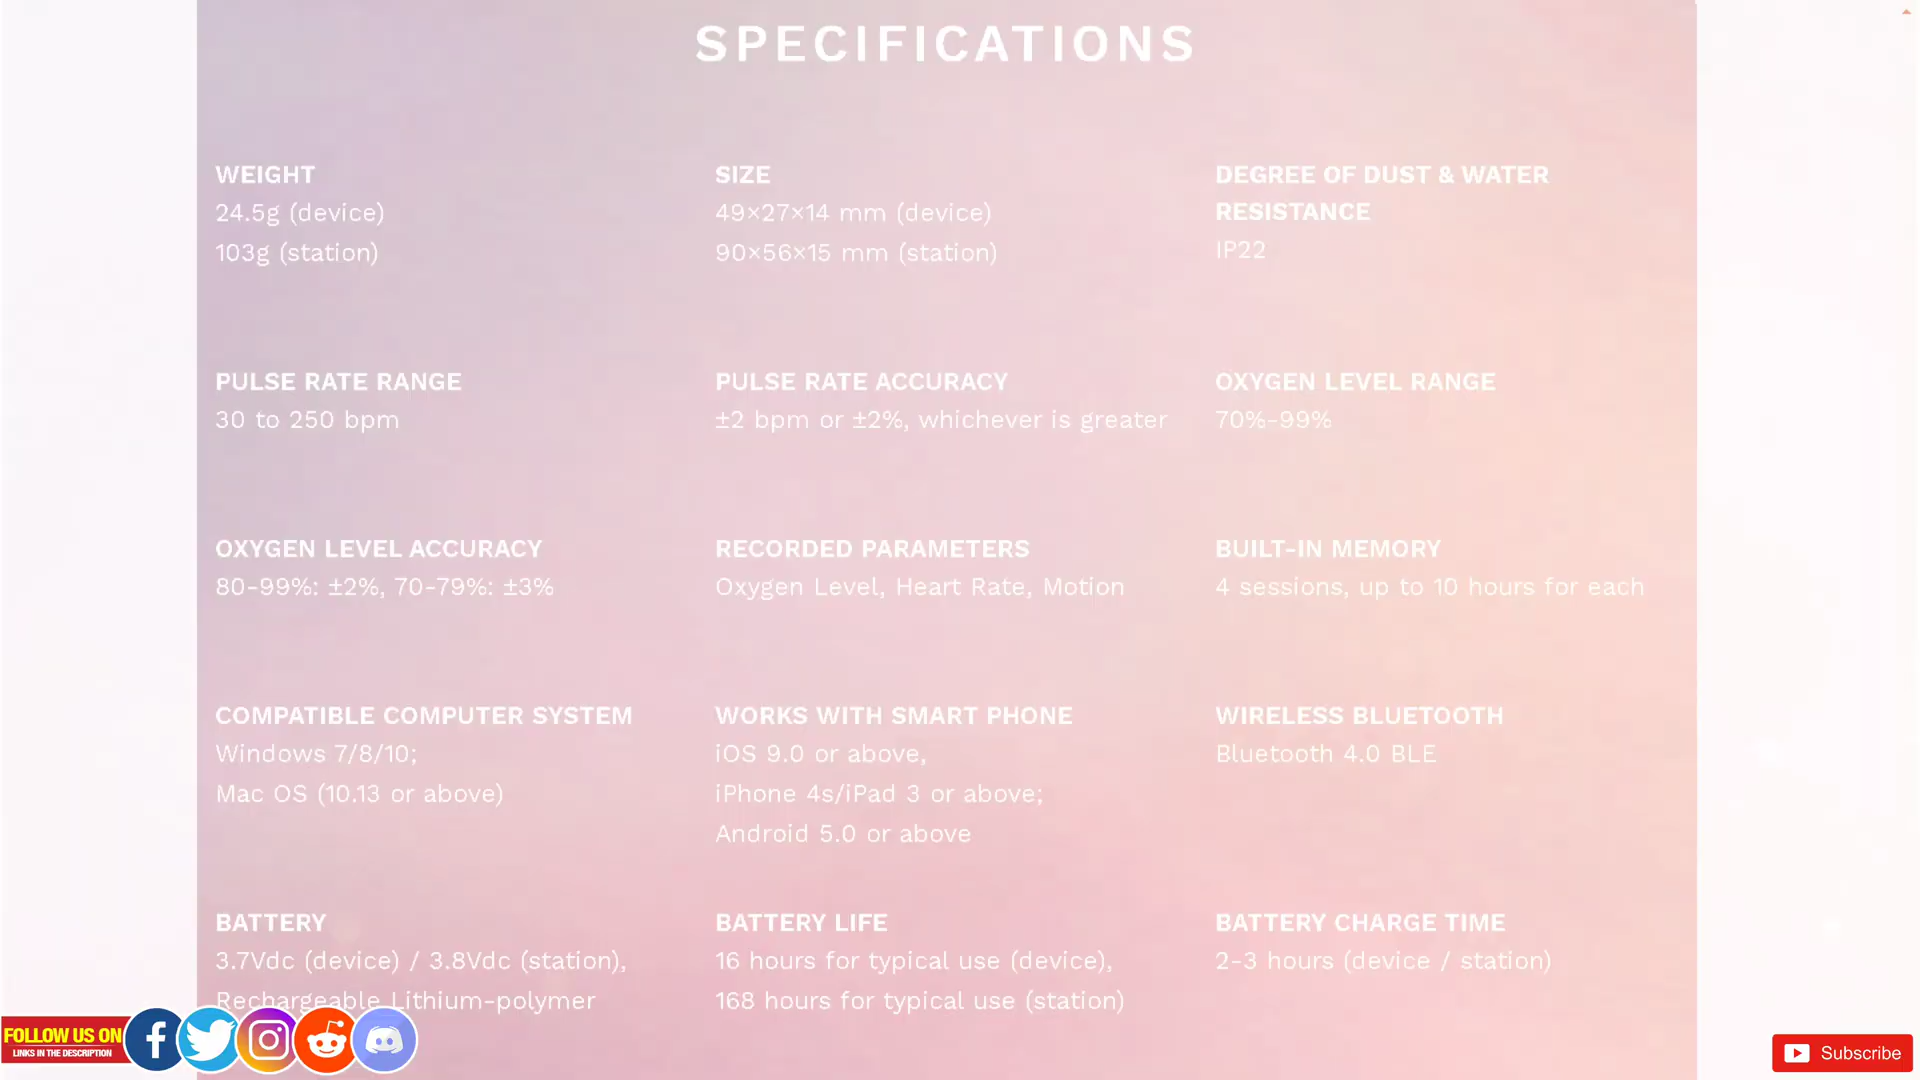 SPECIFICATIONS
WEIGHT
24.5g (device)
103g (station)
SIZE
49×27×14 mm (device)
90×56×15 mm (station)
DEGREE OF DUST & WATER
RESISTANCE
IP22
PULSE RATE RANGE
30 to 250 bpm
PULSE RATE ACCURACY
±2 bpm or ±2%, whichever is greater
OXYGEN LEVEL RANGE
70%-99%
OXYGEN LEVEL ACCURACY
80-99%: ±2%, 70-79%: ±3%
RECORDED PARAMETERS
Oxygen Level, Heart Rate, Motion
BUILT-IN MEMORY
4 sessions, up to 10 hours for each
COMPATIBLE COMPUTER SYSTEM
Windows 7/8/10;
Mac OS (10.13 or above)
WORKS WITH SMART PHONE
iOS 9.0 or above,
iPhone 4s/iPad 3 or above;
Android 5.0 or above
WIRELESS BLUETOOTH
Bluetooth 4.0 BLE
BATTERY
3.7Vdc (device) / 3.8Vdc (station),
Rechargeable Lithium-polymer
BATTERY LIFE
16 hours for typical use (device),
168 hours for typical use (station)
BATTERY CHARGE TIME
2-3 hours (device / station)
FOLLOW US ON
LINKS IN THE DESCRIPTION
Subscribe